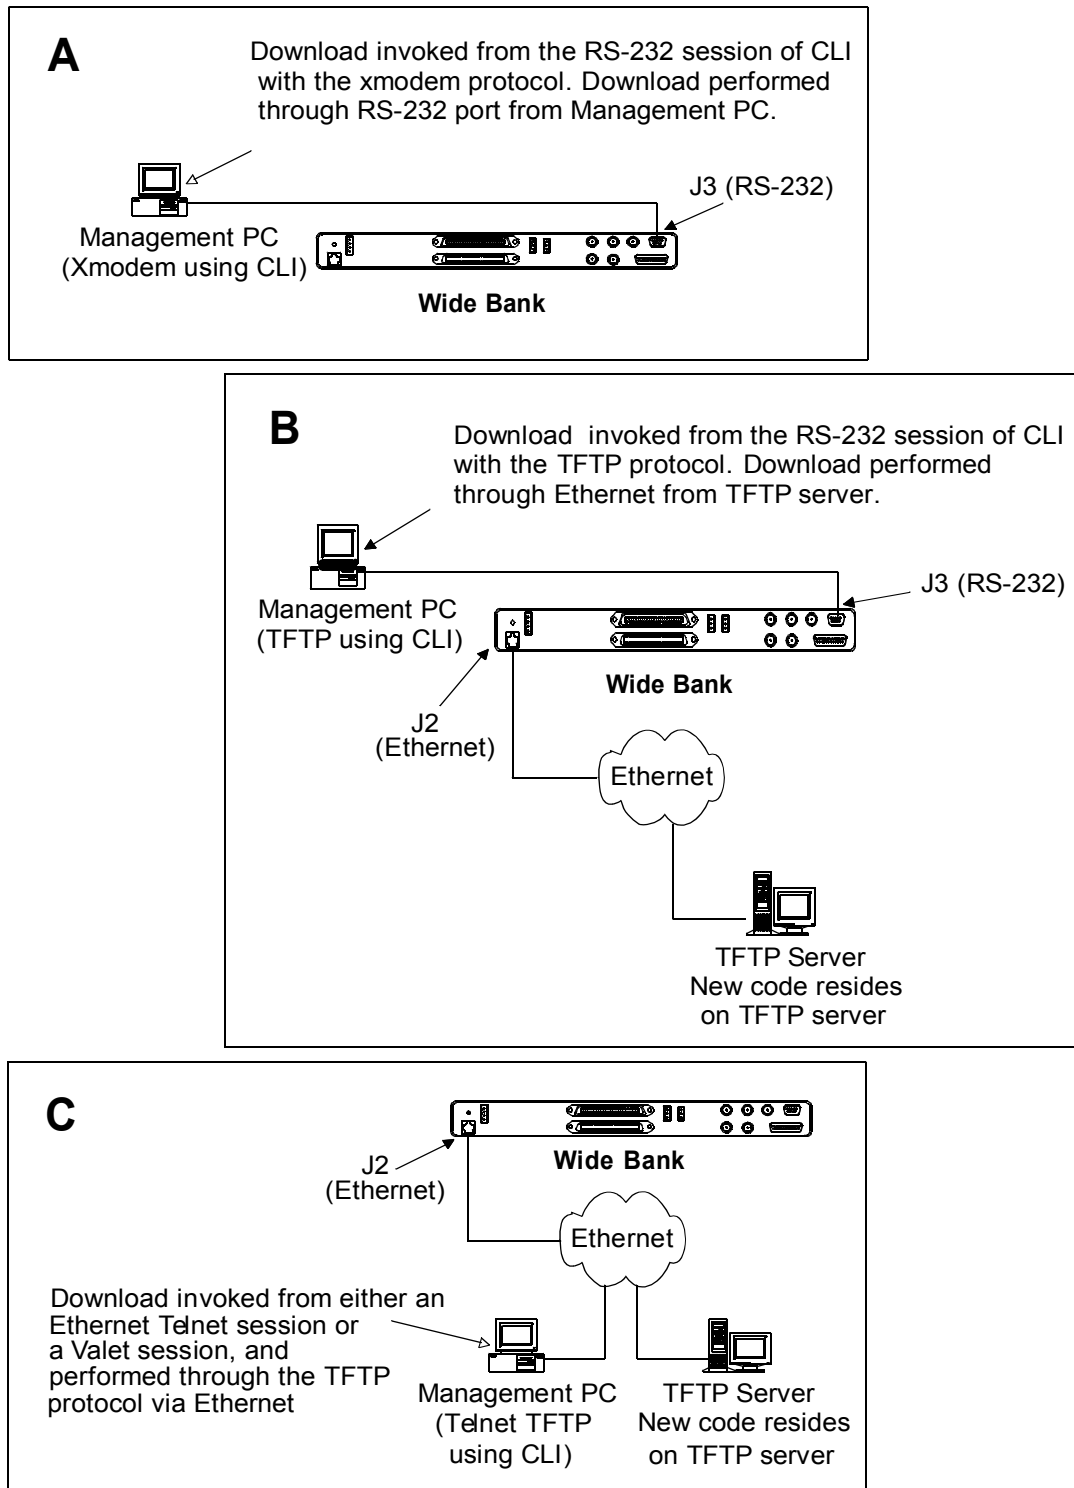 A
Download invoked from the RS-232 session of CLI
with the xmodem protocol. Download performed
through RS-232 port from Management PC.
J3 (RS-232)
Management PC
(Xmodem using CLI)
Wide Bank
B
Download invoked from the RS-232 session of CLI
with the TFTP protocol. Download performed
through Ethernet from TFTP server.
J3 (RS-232)
Management PC
(TFTP using CLI)
Wide Bank
J2
(Ethernet)
Ethernet
TFTP Server
New code resides
on TFTP server
C
Wide Bank
J2
(Ethernet)
Ethernet
Download invoked from either an
Ethernet Telnet session or
a Valet session, and
performed through the TFTP
protocol via Ethernet
Management PC
(Telnet TFTP
using CLI)
TFTP Server
New code resides
on TFTP server